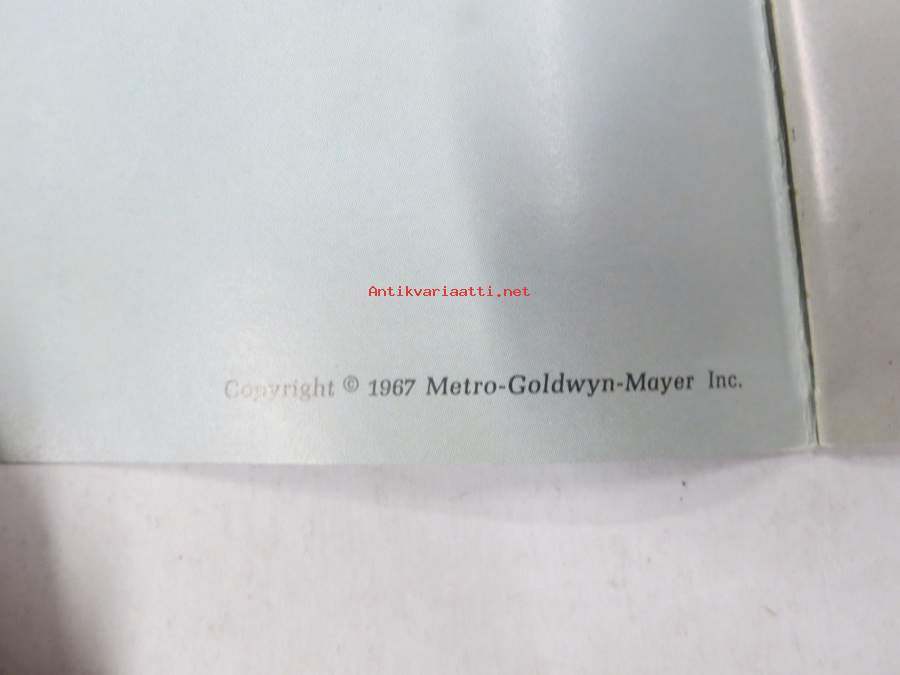 Antikvariaatti.net
Copyright © 1967 Metro-Goldwyn-Mayer Inc.